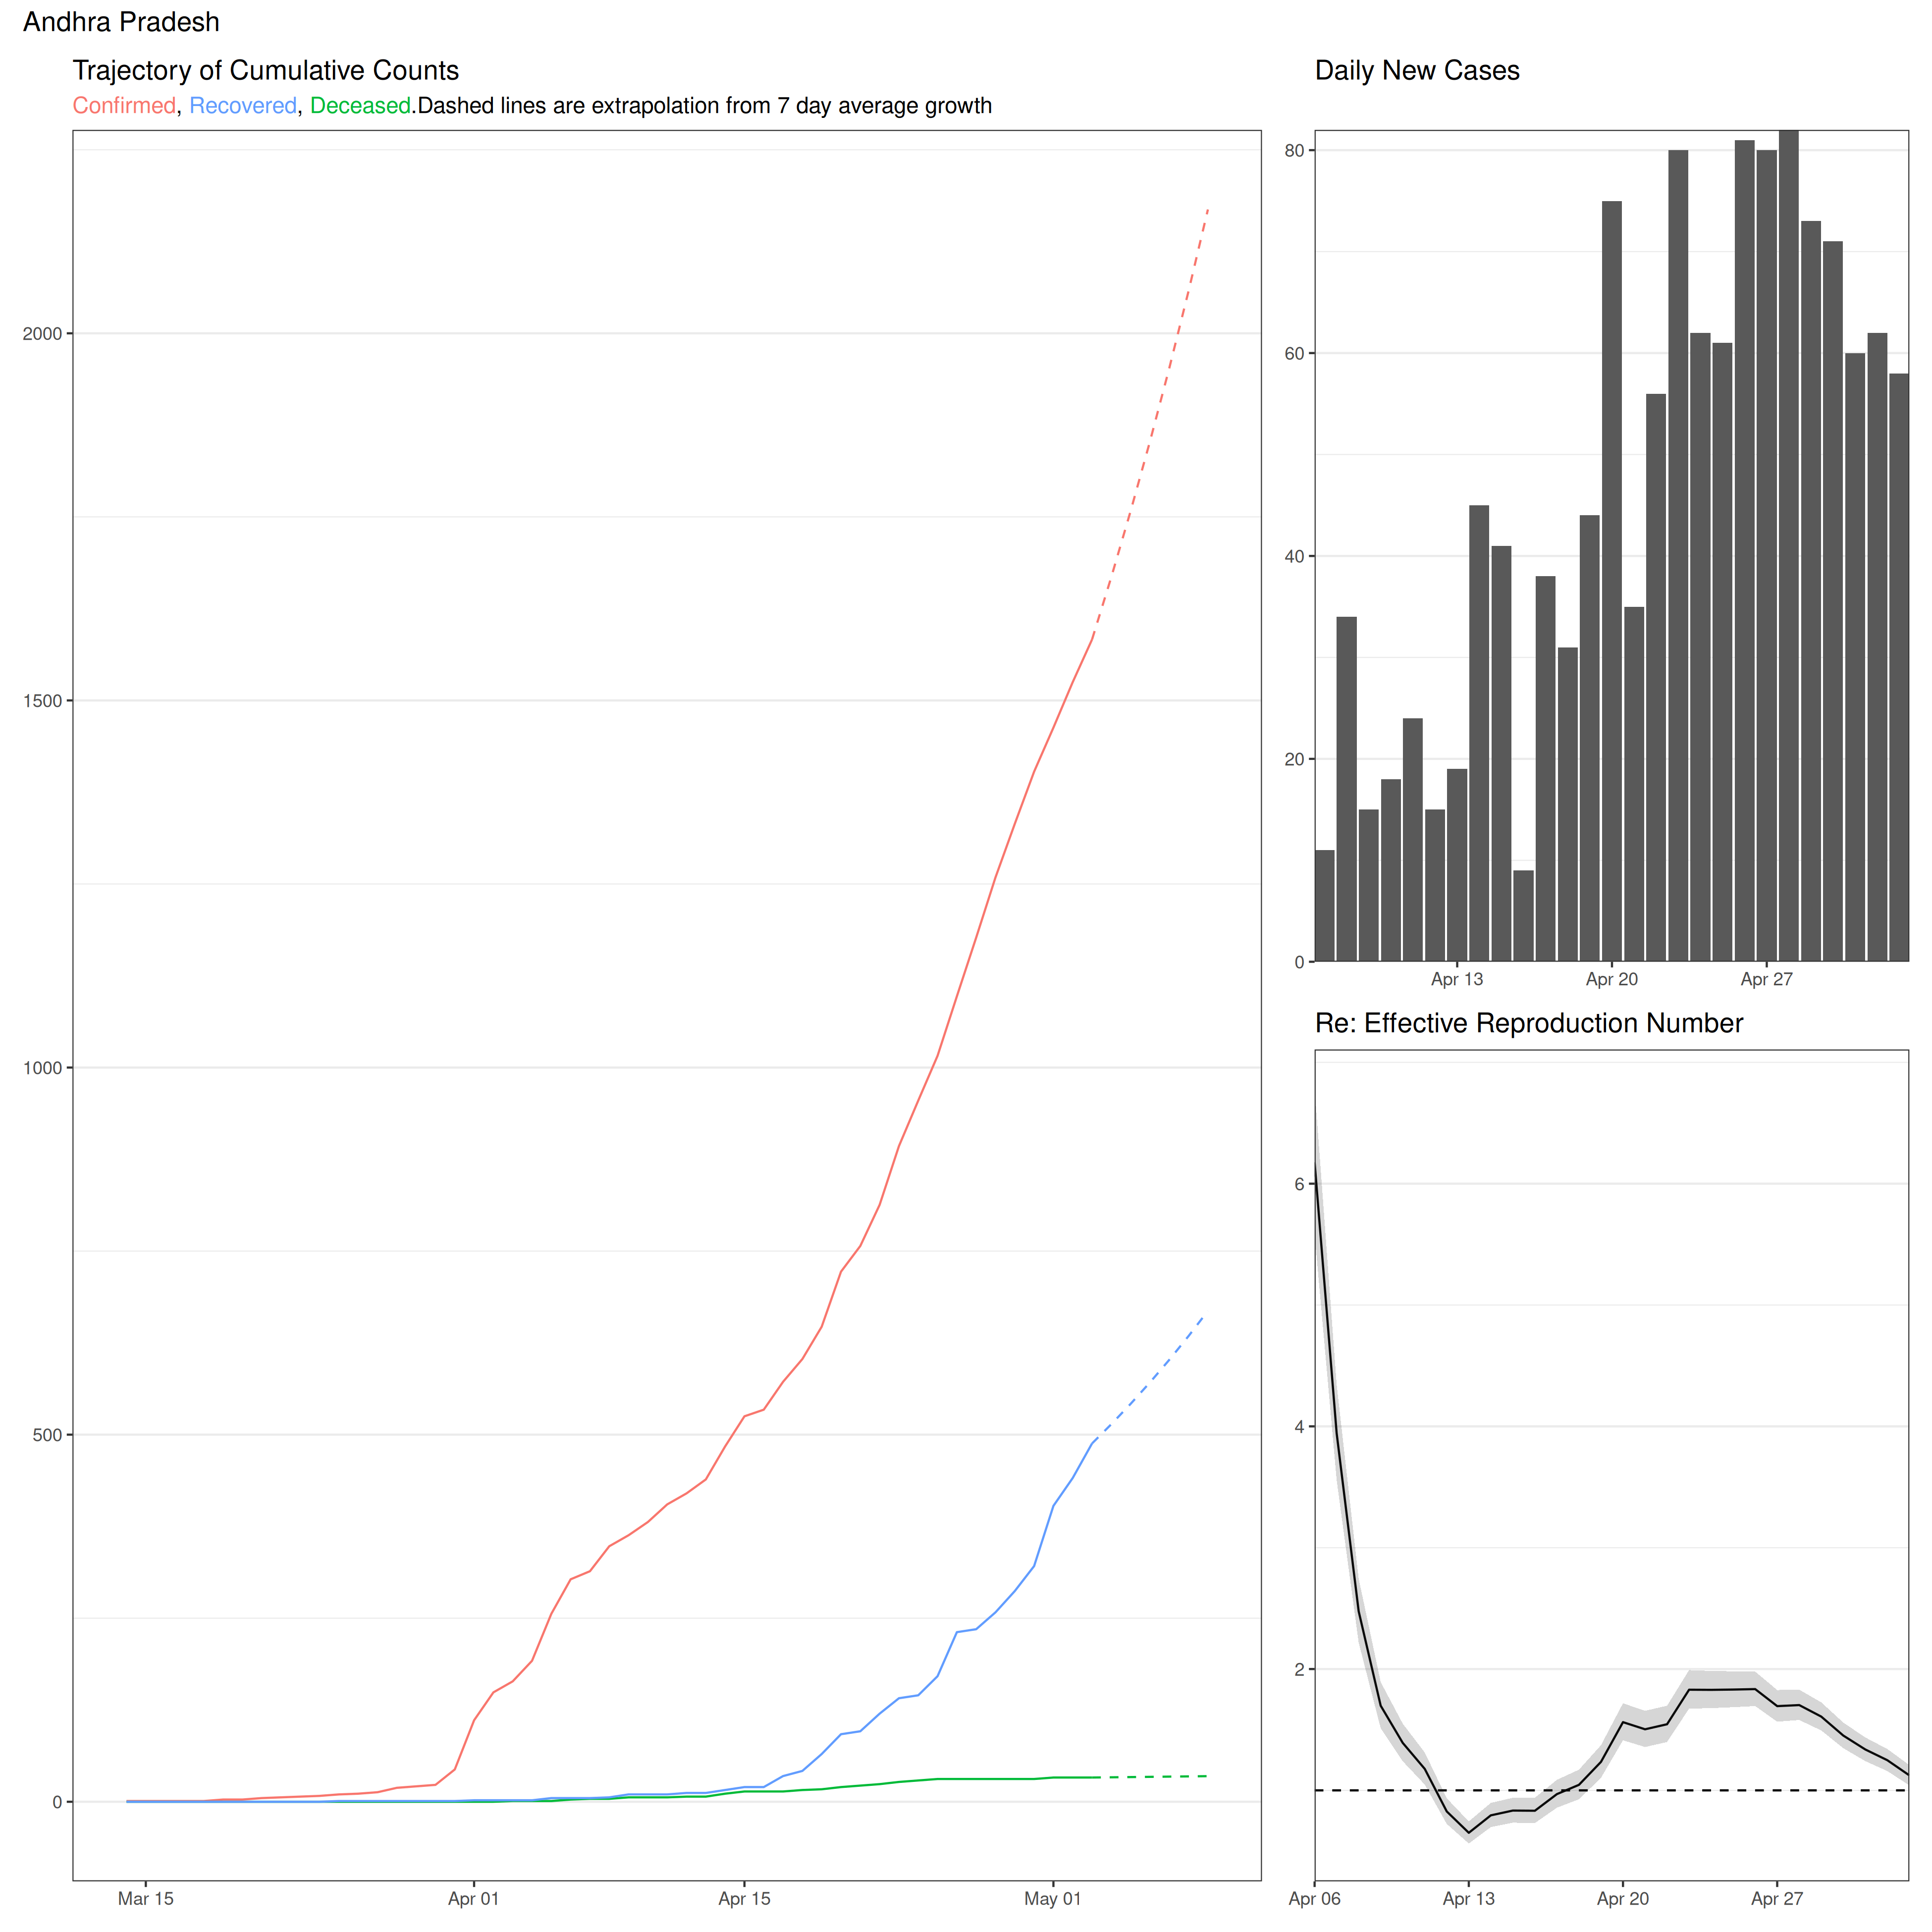 Andhra Pradesh
Trajectory of Cumulative Counts
Confirmed, Recovered, Deceased.Dashed lines are extrapolation from 7 day average growth
2000
1500
1000
500
0
Mar 15 Apr 01 Apr 15 May 01
Daily New Cases
80
60
40
20
0
Apr 13 Apr 20 Apr 27
Re: Effective Reproduction Number
6
4
2
Apr 06 Apr 13 Apr 20 Apr 27